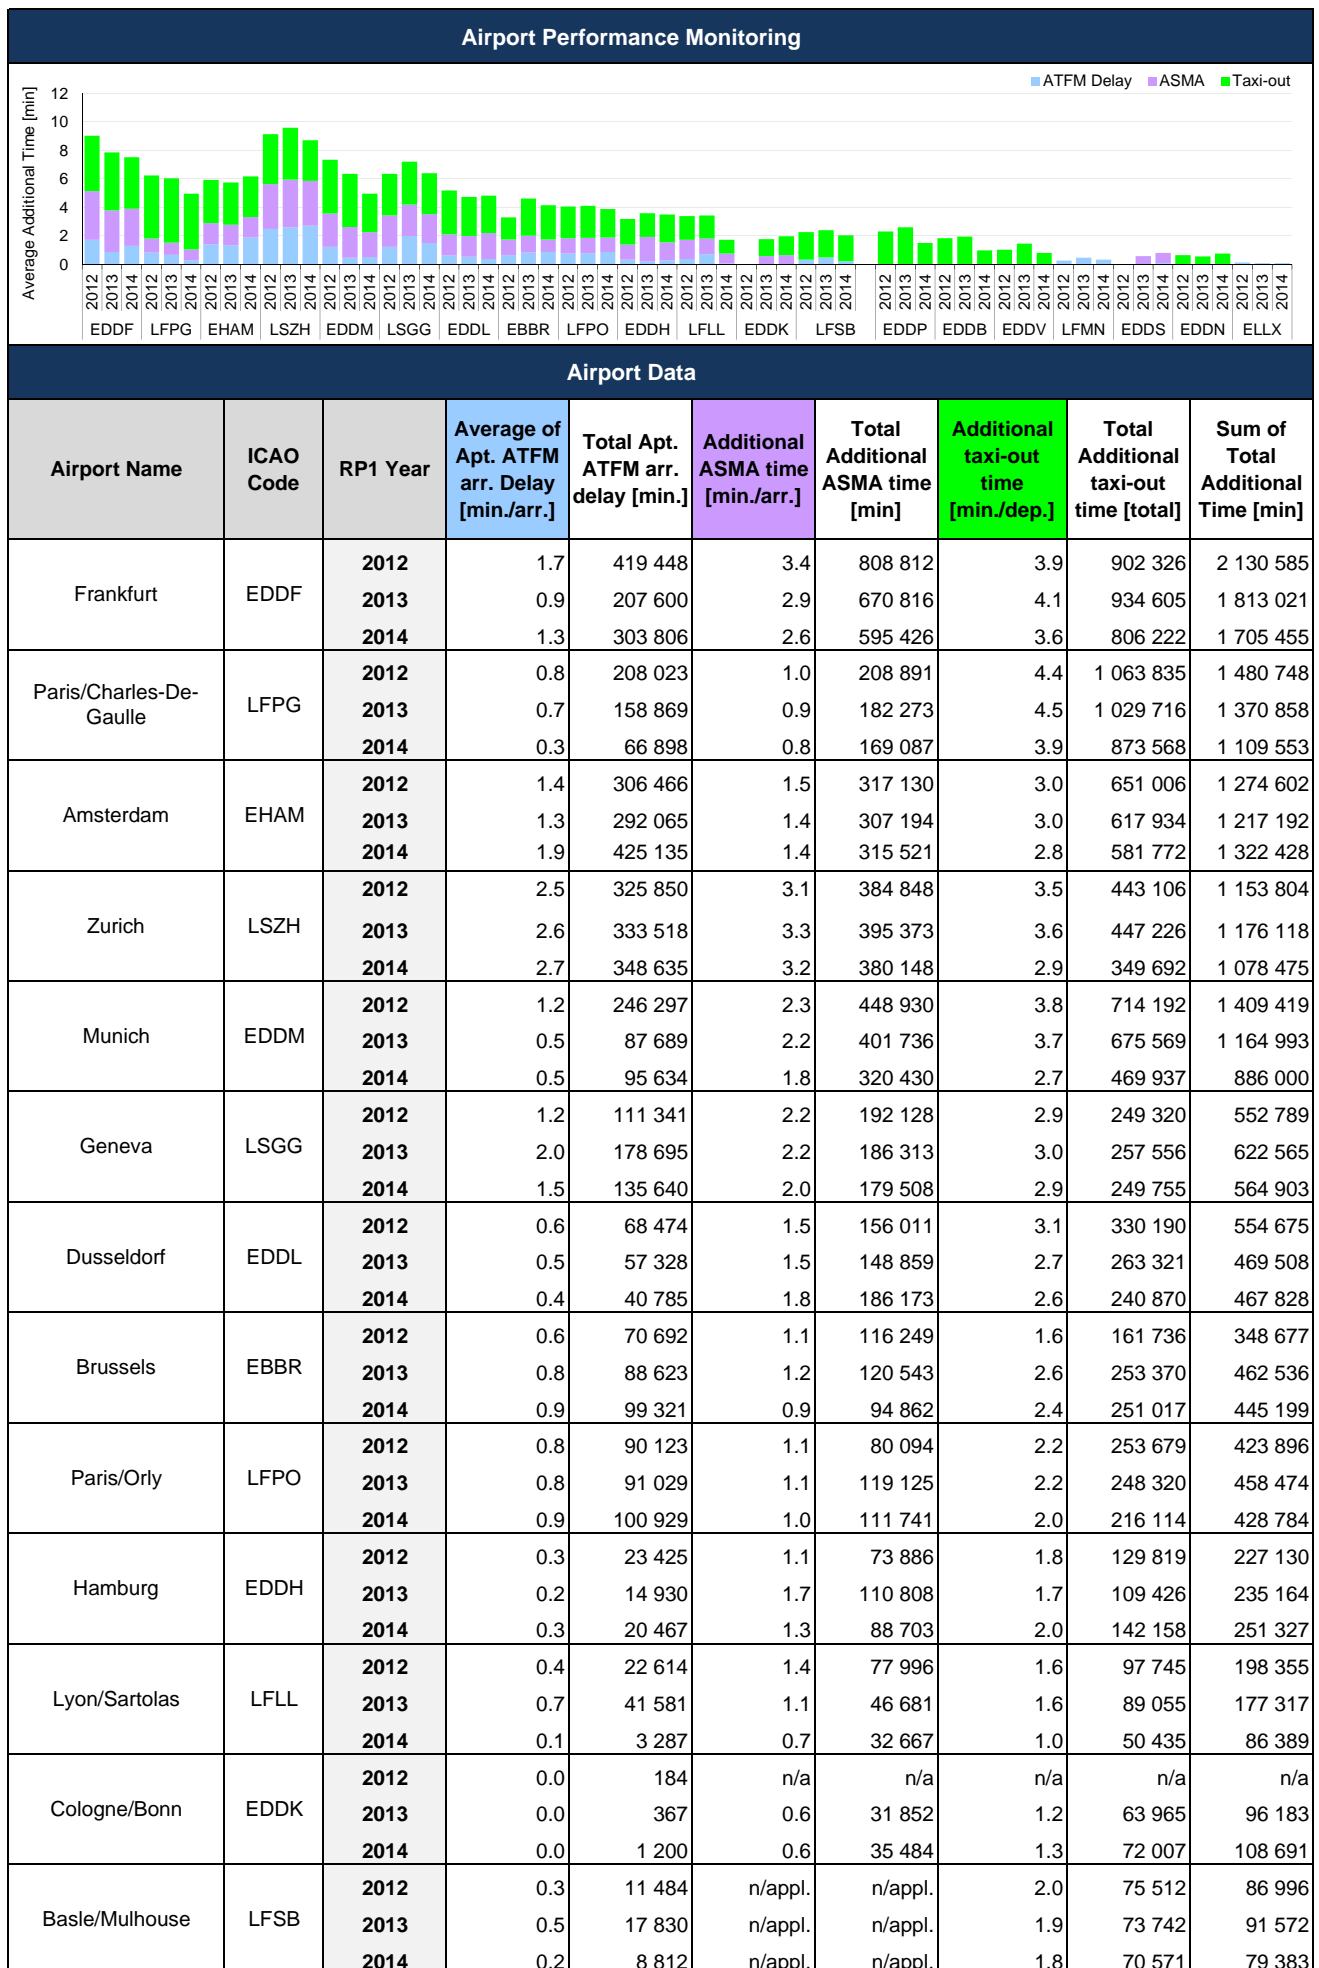 Airport Performance Monitoring
ATFM Delay ASMA Taxi-out
Average Additional Time [min]
12
10
8
6
4
2
0
2012 2013 2014 2012 2013 2014 2012 2013 2014 2012 2013 2014 2012 2013 2014 2012 2013 2014 2012 2013 2014 2012 2013 2014 2012 2013 2014 2012 2013 2014 2012 2013 2014 2012 2013 2014 2012 2013 2014 2012 2013 2014 2012 2013 2014 2012 2013 2014 2012 2013 2014 2012 2013 2014 2012 2013 2014 2012 2013 2014
EDDF LFPG EHAM LSZH EDDM LSGG EDDL EBBR LFPO EDDH LFLL EDDK LFSB EDDP EDDB EDDV LFMN EDDS EDDN ELLX
Airport Data
Airport Name
ICAO
Code
RP1 Year
Average of
Apt. ATFM
arr. Delay
[min./arr.]
Total Apt.
ATFM arr.
delay [min.]
Additional
ASMA time
[min./arr.]
Total
Additional
ASMA time
[min]
Additional
taxi-out
time
[min./dep.]
Total
Additional
taxi-out
time [total]
Sum of
Total
Additional
Time [min]
Frankfurt EDDF
2012 1.7 419 448 3.4 808 812 3.9 902 326 2 130 585
2013 0.9 207 600 2.9 670 816 4.1 934 605 1 813 021
2014 1.3 303 806 2.6 595 426 3.6 806 222 1 705 455
Paris/Charles-De-
Gaulle
LFPG
2012 0.8 208 023 1.0 208 891 4.4 1 063 835 1 480 748
2013 0.7 158 869 0.9 182 273 4.5 1 029 716 1 370 858
2014 0.3 66 898 0.8 169 087 3.9 873 568 1 109 553
Amsterdam EHAM
2012 1.4 306 466 1.5 317 130 3.0 651 006 1 274 602
2013 1.3 292 065 1.4 307 194 3.0 617 934 1 217 192
2014 1.9 425 135 1.4 315 521 2.8 581 772 1 322 428
Zurich LSZH
2012 2.5 325 850 3.1 384 848 3.5 443 106 1 153 804
2013 2.6 333 518 3.3 395 373 3.6 447 226 1 176 118
2014 2.7 348 635 3.2 380 148 2.9 349 692 1 078 475
Munich EDDM
2012 1.2 246 297 2.3 448 930 3.8 714 192 1 409 419
2013 0.5 87 689 2.2 401 736 3.7 675 569 1 164 993
2014 0.5 95 634 1.8 320 430 2.7 469 937 886 000
Geneva LSGG
2012 1.2 111 341 2.2 192 128 2.9 249 320 552 789
2013 2.0 178 695 2.2 186 313 3.0 257 556 622 565
2014 1.5 135 640 2.0 179 508 2.9 249 755 564 903
Dusseldorf EDDL
2012 0.6 68 474 1.5 156 011 3.1 330 190 554 675
2013 0.5 57 328 1.5 148 859 2.7 263 321 469 508
2014 0.4 40 785 1.8 186 173 2.6 240 870 467 828
Brussels EBBR
2012 0.6 70 692 1.1 116 249 1.6 161 736 348 677
2013 0.8 88 623 1.2 120 543 2.6 253 370 462 536
2014 0.9 99 321 0.9 94 862 2.4 251 017 445 199
Paris/Orly LFPO
2012 0.8 90 123 1.1 80 094 2.2 253 679 423 896
2013 0.8 91 029 1.1 119 125 2.2 248 320 458 474
2014 0.9 100 929 1.0 111 741 2.0 216 114 428 784
Hamburg EDDH
2012 0.3 23 425 1.1 73 886 1.8 129 819 227 130
2013 0.2 14 930 1.7 110 808 1.7 109 426 235 164
2014 0.3 20 467 1.3 88 703 2.0 142 158 251 327
Lyon/Sartolas LFLL
2012 0.4 22 614 1.4 77 996 1.6 97 745 198 355
2013 0.7 41 581 1.1 46 681 1.6 89 055 177 317
2014 0.1 3 287 0.7 32 667 1.0 50 435 86 389
Cologne/Bonn EDDK
2012 0.0 184 n/a n/a n/a n/a n/a
2013 0.0 367 0.6 31 852 1.2 63 965 96 183
2014 0.0 1 200 0.6 35 484 1.3 72 007 108 691
Basle/Mulhouse LFSB
2012 0.3 11 484 n/appl. n/appl. 2.0 75 512 86 996
2013 0.5 17 830 n/appl. n/appl. 1.9 73 742 91 572
2014 0.2 8 812 n/appl. n/appl. 1.8 70 571 79 383